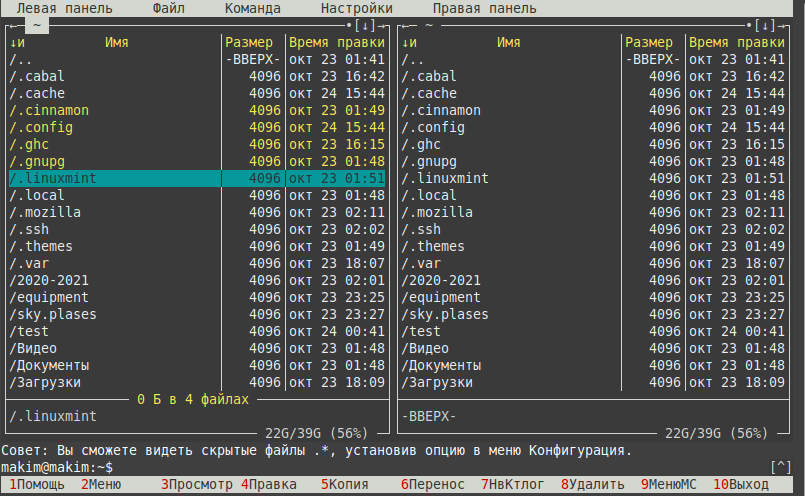 Левая панель Файл Команда Настройки Правая панель
←┌ ~ ───•[↓]→┐ ←┌ ~ ───•[↓]→┐
↓и Имя │Размер │Время правки ↓и Имя │Размер │Время правки
/.. │-ВВЕРХ-│окт 23 01:41 /.. │-ВВЕРХ-│окт 23 01:41
/.cabal │ 4096│окт 23 16:42 /.cabal │ 4096│окт 23 16:42
/.cache │ 4096│окт 24 15:44 /.cache │ 4096│окт 24 15:44
/.cinnamon │ 4096│окт 23 01:49 /.cinnamon │ 4096│окт 23 01:49
/.config │ 4096│окт 24 15:44 /.config │ 4096│окт 24 15:44
/.ghc │ 4096│окт 23 16:15 /.ghc │ 4096│окт 23 16:15
/.gnupg │ 4096│окт 23 01:48 /.gnupg │ 4096│окт 23 01:48
/.linuxmint │ 4096│окт 23 01:51 /.linuxmint │ 4096│окт 23 01:51
/.local │ 4096│окт 23 01:48 /.local │ 4096│окт 23 01:48
/.mozilla │ 4096│окт 23 02:11 /.mozilla │ 4096│окт 23 02:11
/.ssh │ 4096│окт 23 02:02 /.ssh │ 4096│окт 23 02:02
/.themes │ 4096│окт 23 01:49 /.themes │ 4096│окт 23 01:49
/.var │ 4096│окт 23 18:07 /.var │ 4096│окт 23 18:07
/2020-2021 │ 4096│окт 23 02:01 /2020-2021 │ 4096│окт 23 02:01
/equipment │ 4096│окт 23 23:25 /equipment │ 4096│окт 23 23:25
/sky.plases │ 4096│окт 23 23:27 /sky.plases │ 4096│окт 23 23:27
/test │ 4096│окт 24 00:41 /test │ 4096│окт 24 00:41
/Видео │ 4096│окт 23 01:48 /Видео │ 4096│окт 23 01:48
/Документы │ 4096│окт 23 01:48 /Документы │ 4096│окт 23 01:48
/Загрузки │ 4096│окт 23 18:09 /Загрузки │ 4096│окт 23 18:09
0 Б в 4 файлах
/.linuxmint -ВВЕРХ-
22G/39G (56%) 22G/39G (56%)
Совет: Вы сможете видеть скрытые файлы .*, установив опцию в меню Конфигурация.
makim@makim:~$ [^]
1Помощь 2Меню 3Просмотр 4Правка 5Копия 6Перенос 7НвКтлог 8Удалить 9МенюМС 10Выход